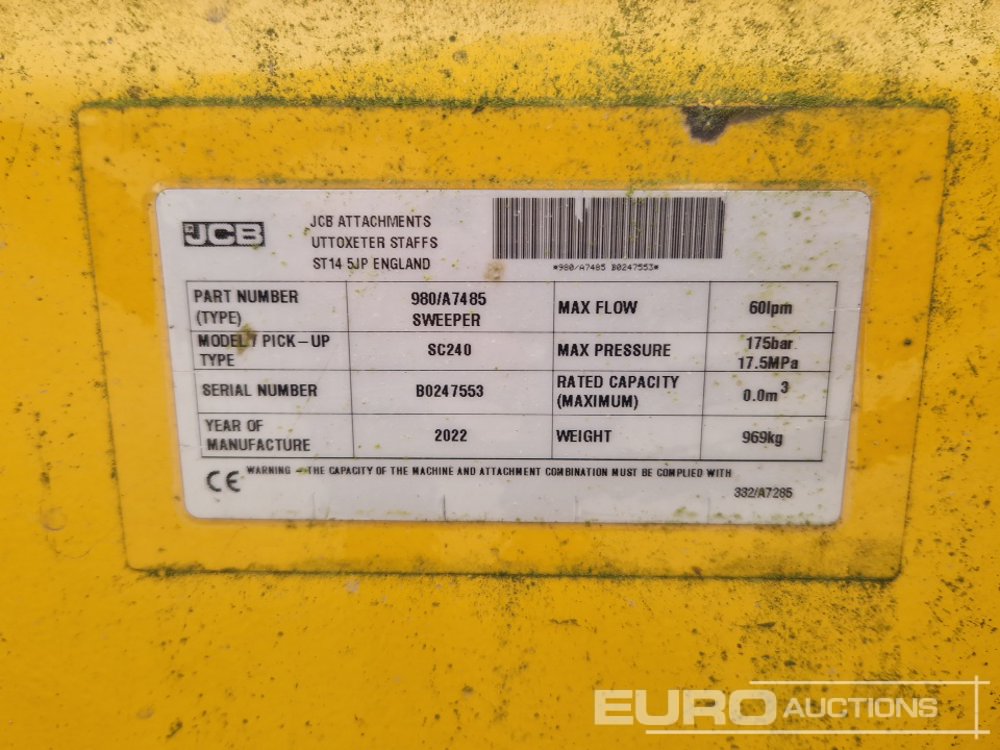 JCB
JCB ATTACHMENTS
UTTOXETER STAFFS
ST14 5JP ENGLAND
*980/A7485 B0247553*
PART NUMBER (TYPE) 980/A7485 SWEEPER MAX FLOW 60lpm
MODEL / PICK-UP TYPE SC240 MAX PRESSURE 175bar 17.5MPa
SERIAL NUMBER B0247553 RATED CAPACITY (MAXIMUM) 0.0m³
YEAR OF MANUFACTURE 2022 WEIGHT 969kg
CE WARNING - THE CAPACITY OF THE MACHINE AND ATTACHMENT COMBINATION MUST BE COMPLIED WITH
332/A7285
EURO AUCTIONS